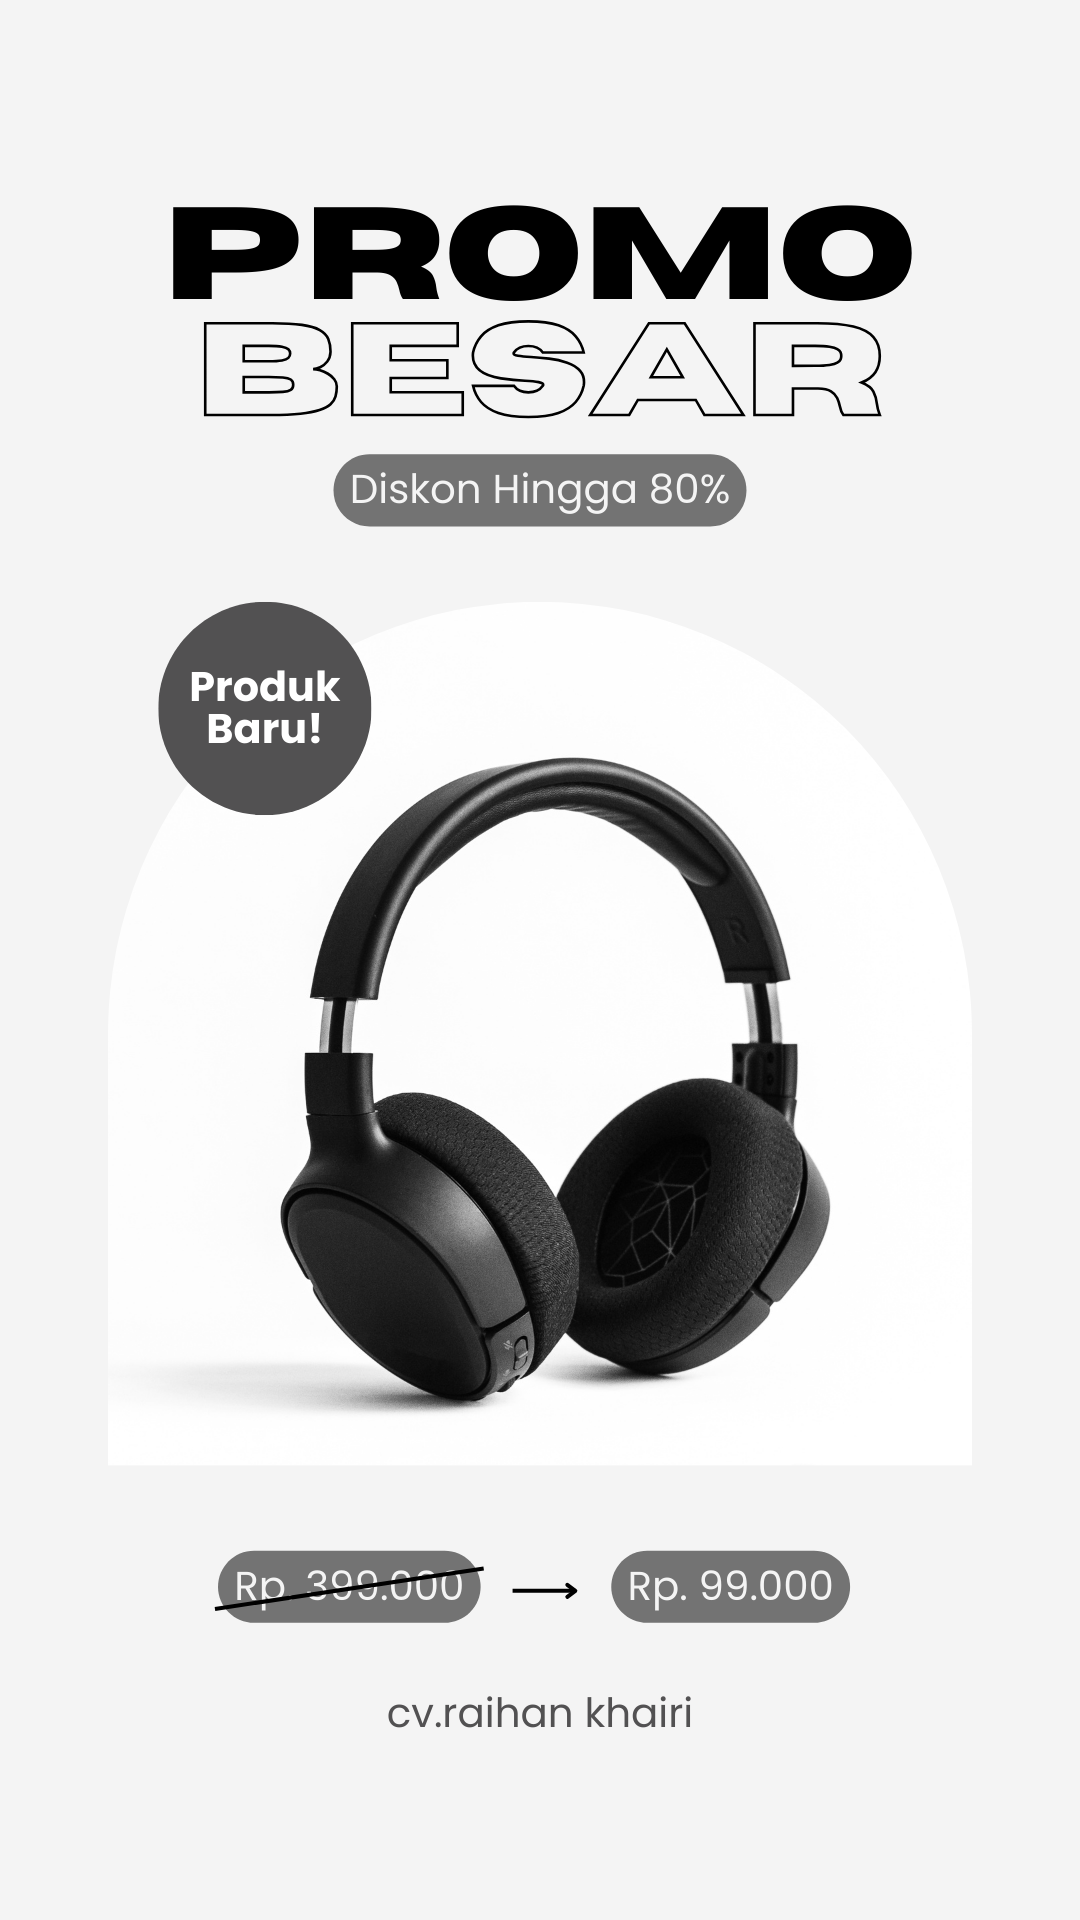 PROMO
BESAR
Diskon Hingga 80%
Produk
Baru!
R
Rp. 399.000
Rp. 99.000
cv.raihan khairi